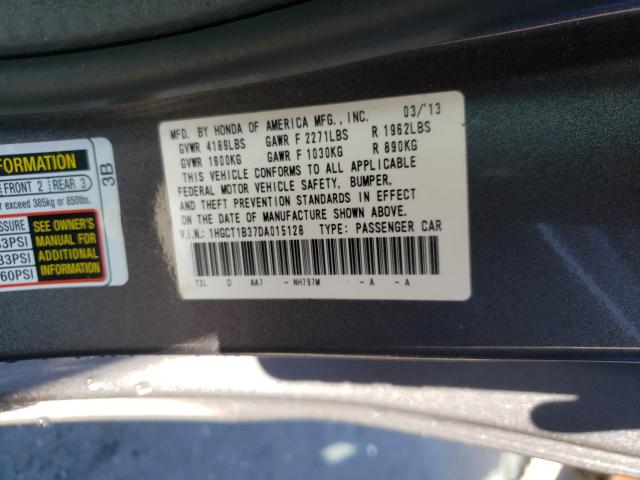 FORMATION
FRONT 2 REAR 3
exceed 385kg or 850lbs.
SSURE SEE OWNER'S
3PSI MANUAL FOR
33PSI ADDITIONAL
60PSI INFORMATION
3B
MFD. BY HONDA OF AMERICA MFG., INC. 03/'13
GVWR 4189LBS GAWR F 2271LBS R 1962LBS
GVWR 1900KG GAWR F 1030KG R 890KG
THIS VEHICLE CONFORMS TO ALL APPLICABLE
FEDERAL MOTOR VEHICLE SAFETY, BUMPER,
AND THEFT PREVENTION STANDARDS IN EFFECT
ON THE DATE OF MANUFACTURE SHOWN ABOVE.
V.I.N.: 1HGCT1B37DA015128 TYPE: PASSENGER CAR
T3L D AA7 - NH797M - A - A